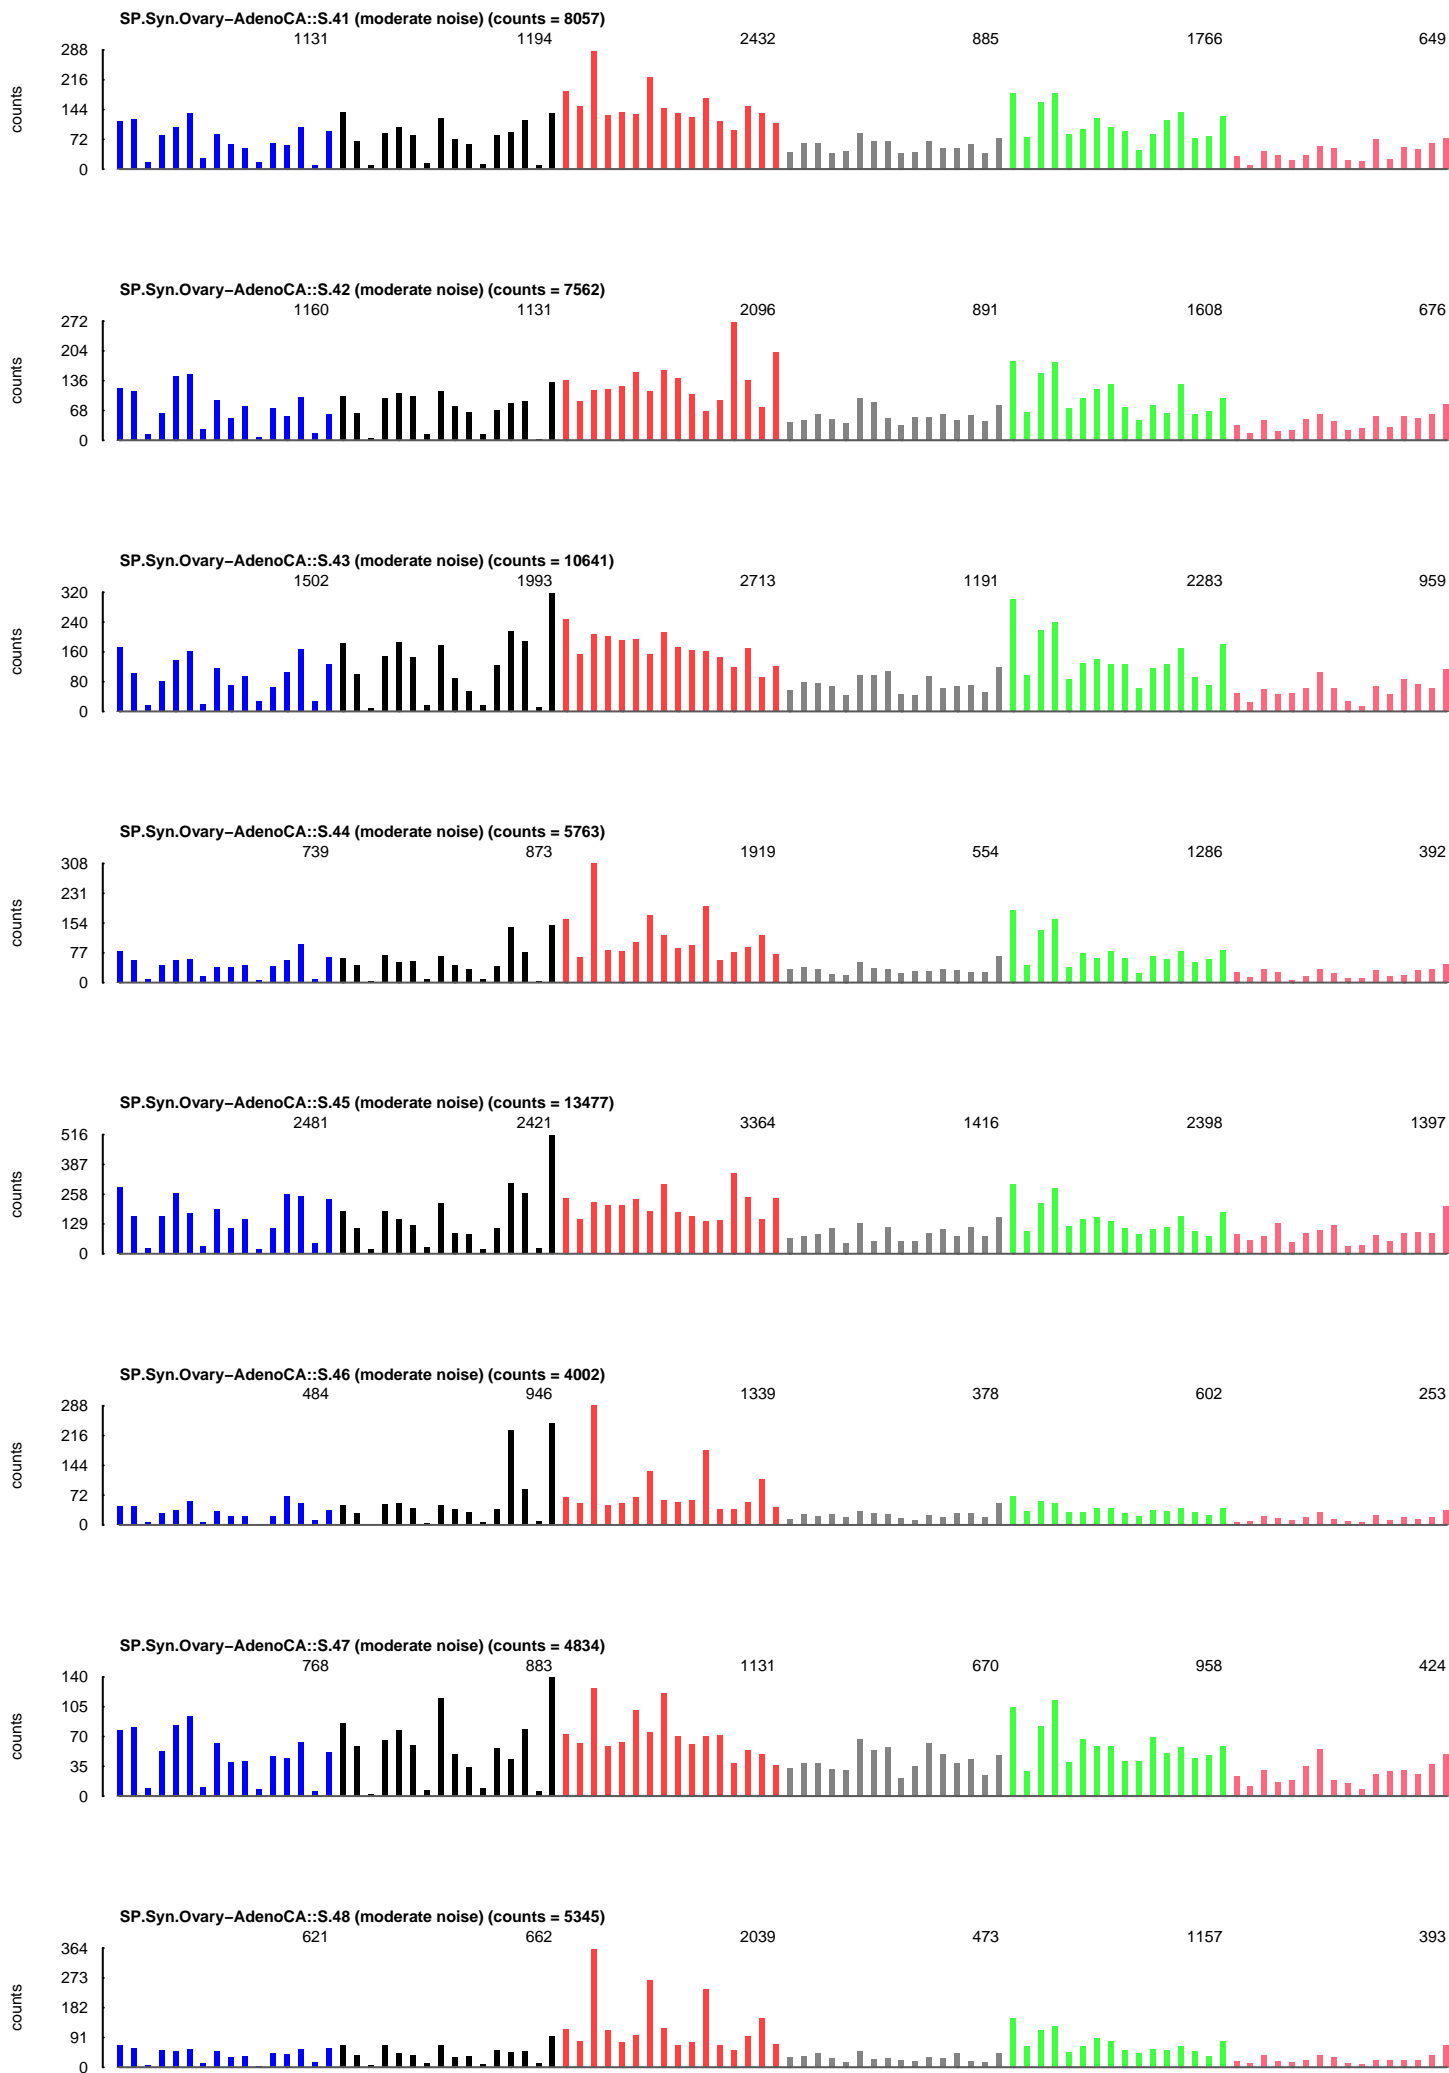 SP.Syn.Ovary−AdenoCA::S.41 (moderate noise) (counts = 8057)
1131 1194 2432 885 1766 649
288
216
144
72
0
counts
SP.Syn.Ovary−AdenoCA::S.42 (moderate noise) (counts = 7562)
1160 1131 2096 891 1608 676
272
204
136
68
0
counts
SP.Syn.Ovary−AdenoCA::S.43 (moderate noise) (counts = 10641)
1502 1993 2713 1191 2283 959
320
240
160
80
0
counts
SP.Syn.Ovary−AdenoCA::S.44 (moderate noise) (counts = 5763)
739 873 1919 554 1286 392
308
231
154
77
0
counts
SP.Syn.Ovary−AdenoCA::S.45 (moderate noise) (counts = 13477)
2481 2421 3364 1416 2398 1397
516
387
258
129
0
counts
SP.Syn.Ovary−AdenoCA::S.46 (moderate noise) (counts = 4002)
484 946 1339 378 602 253
288
216
144
72
0
counts
SP.Syn.Ovary−AdenoCA::S.47 (moderate noise) (counts = 4834)
768 883 1131 670 958 424
140
105
70
35
0
counts
SP.Syn.Ovary−AdenoCA::S.48 (moderate noise) (counts = 5345)
621 662 2039 473 1157 393
364
273
182
91
0
counts